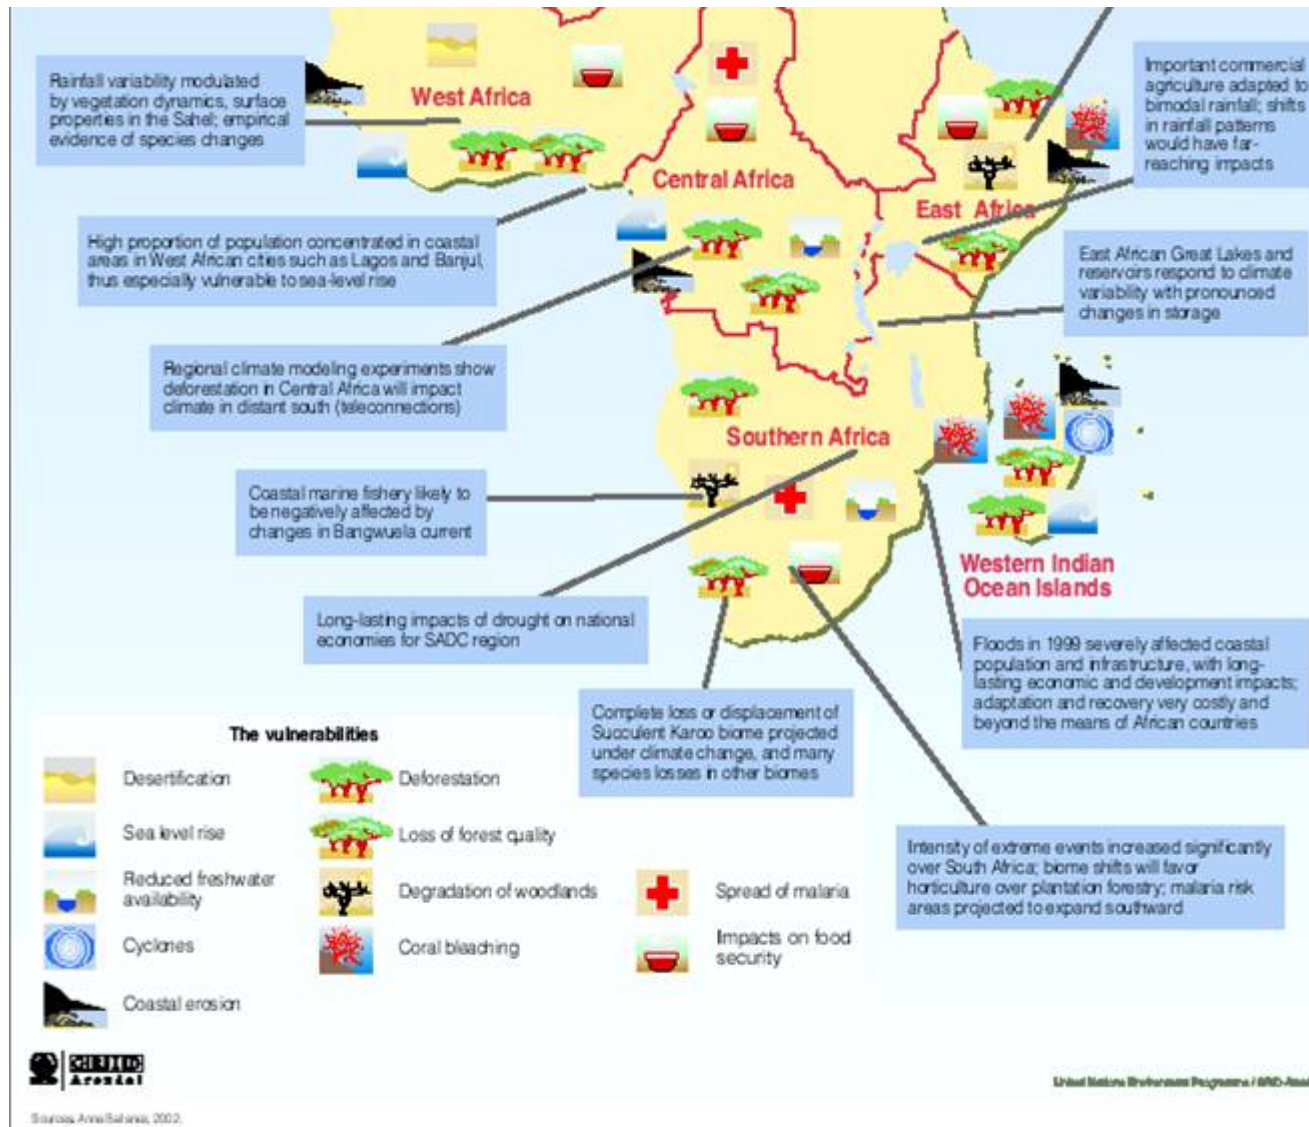 Rainfall variability modulated
by vegetation dynamics, surface
properties in the Sahel; empirical
evidence of species changes
West Africa
Important commercial
agriculture adapted to
bimodal rainfall; shifts
in rainfall patterns
would have far-
reaching impacts
Central Africa
East Africa
High proportion of population concentrated in coastal
areas in West African cities such as Lagos and Banjul,
thus especially vulnerable to sea-level rise
East African Great Lakes and
reservoirs respond to climate
variability with pronounced
changes in storage
Regional climate modeling experiments show
deforestation in Central Africa will impact
climate in distant south (teleconnections)
Southern Africa
Coastal marine fishery likely to
be negatively affected by
changes in Bangwuela current
Western Indian
Ocean Islands
Long-lasting impacts of drought on national
economies for SADC region
Floods in 1999 severely affected coastal
population and infrastructure, with long-
lasting economic and development impacts;
adaptation and recovery very costly and
beyond the means of African countries
Complete loss or displacement of
Succulent Karoo biome projected
under climate change, and many
species losses in other biomes
Intensity of extreme events increased significantly
over South Africa; biome shifts will favor
horticulture over plantation forestry; malaria risk
areas projected to expand southward
The vulnerabilities
Desertification
Sea level rise
Reduced freshwater
availability
Cyclones
Coastal erosion
Deforestation
Loss of forest quality
Degradation of woodlands
Coral bleaching
Spread of malaria
Impacts on food
security
GRID
Arendal
United Nations Environment Programme / GRID-Arendal
Sources: Anna Ballance, 2002.